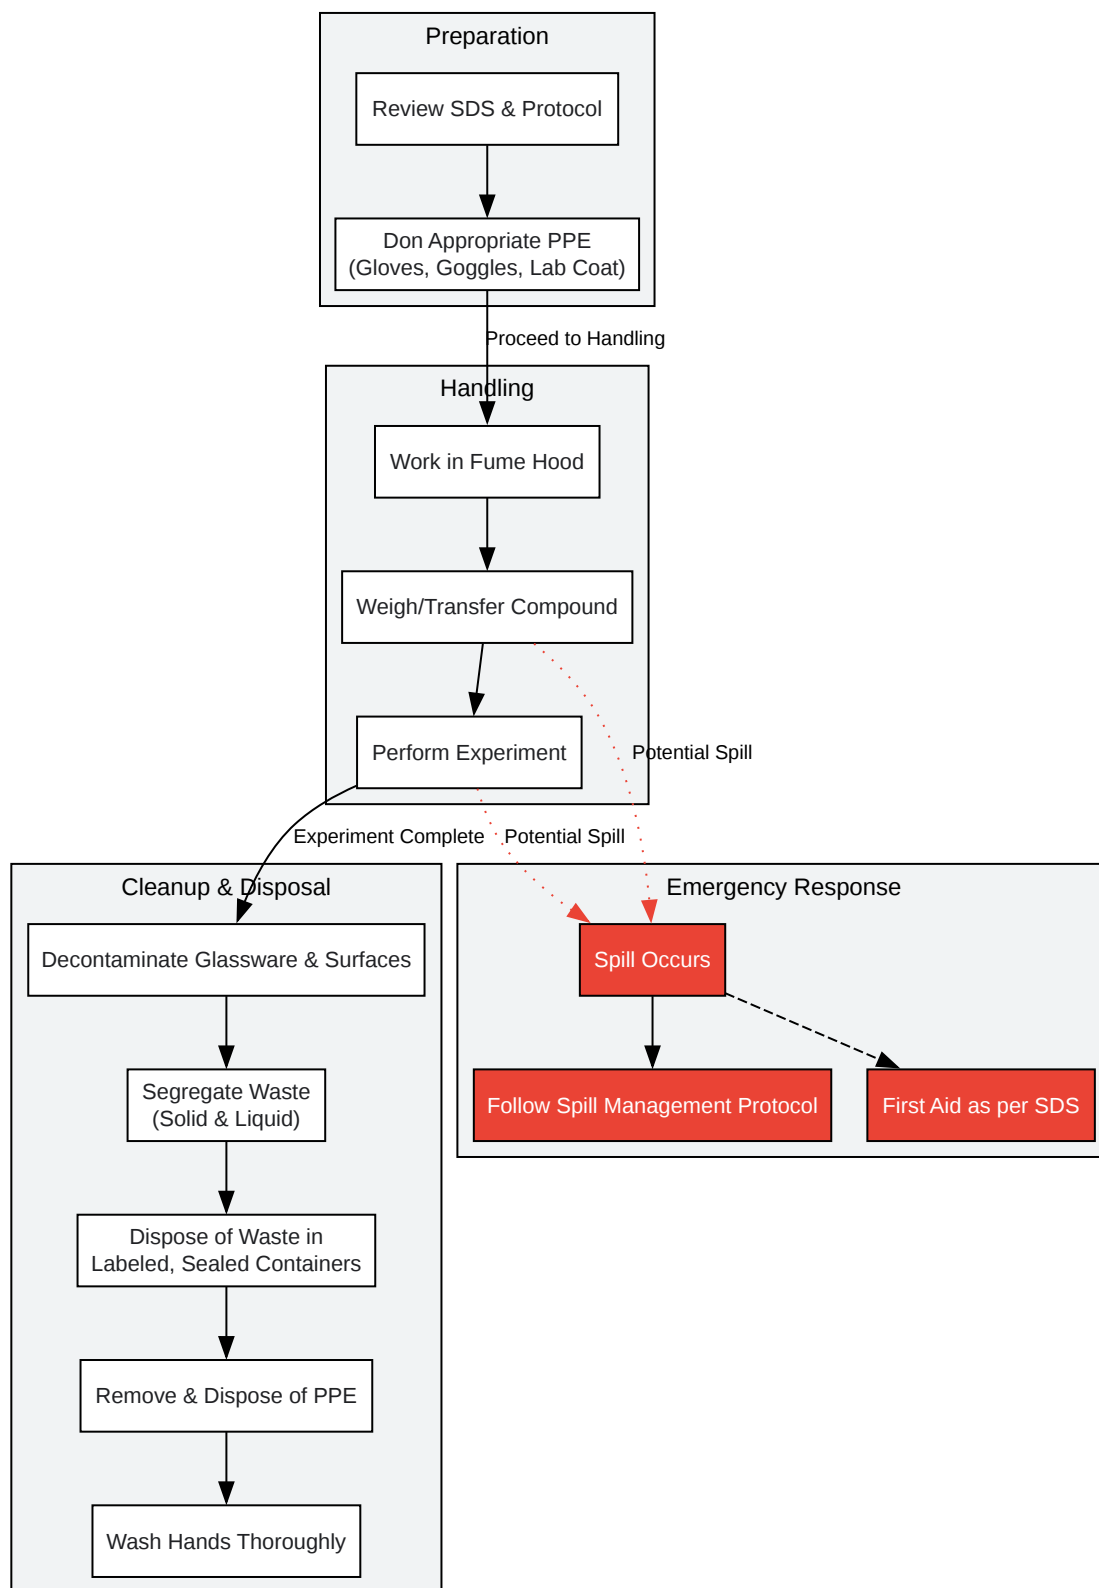 Preparation
Review SDS & Protocol
Don Appropriate PPE
(Gloves, Goggles, Lab Coat)
Proceed to Handling
Handling
Work in Fume Hood
Weigh/Transfer Compound
Perform Experiment
Potential Spill
Experiment Complete
Potential Spill
Cleanup & Disposal
Decontaminate Glassware & Surfaces
Segregate Waste
(Solid & Liquid)
Dispose of Waste in
Labeled, Sealed Containers
Remove & Dispose of PPE
Wash Hands Thoroughly
Emergency Response
Spill Occurs
Follow Spill Management Protocol
First Aid as per SDS